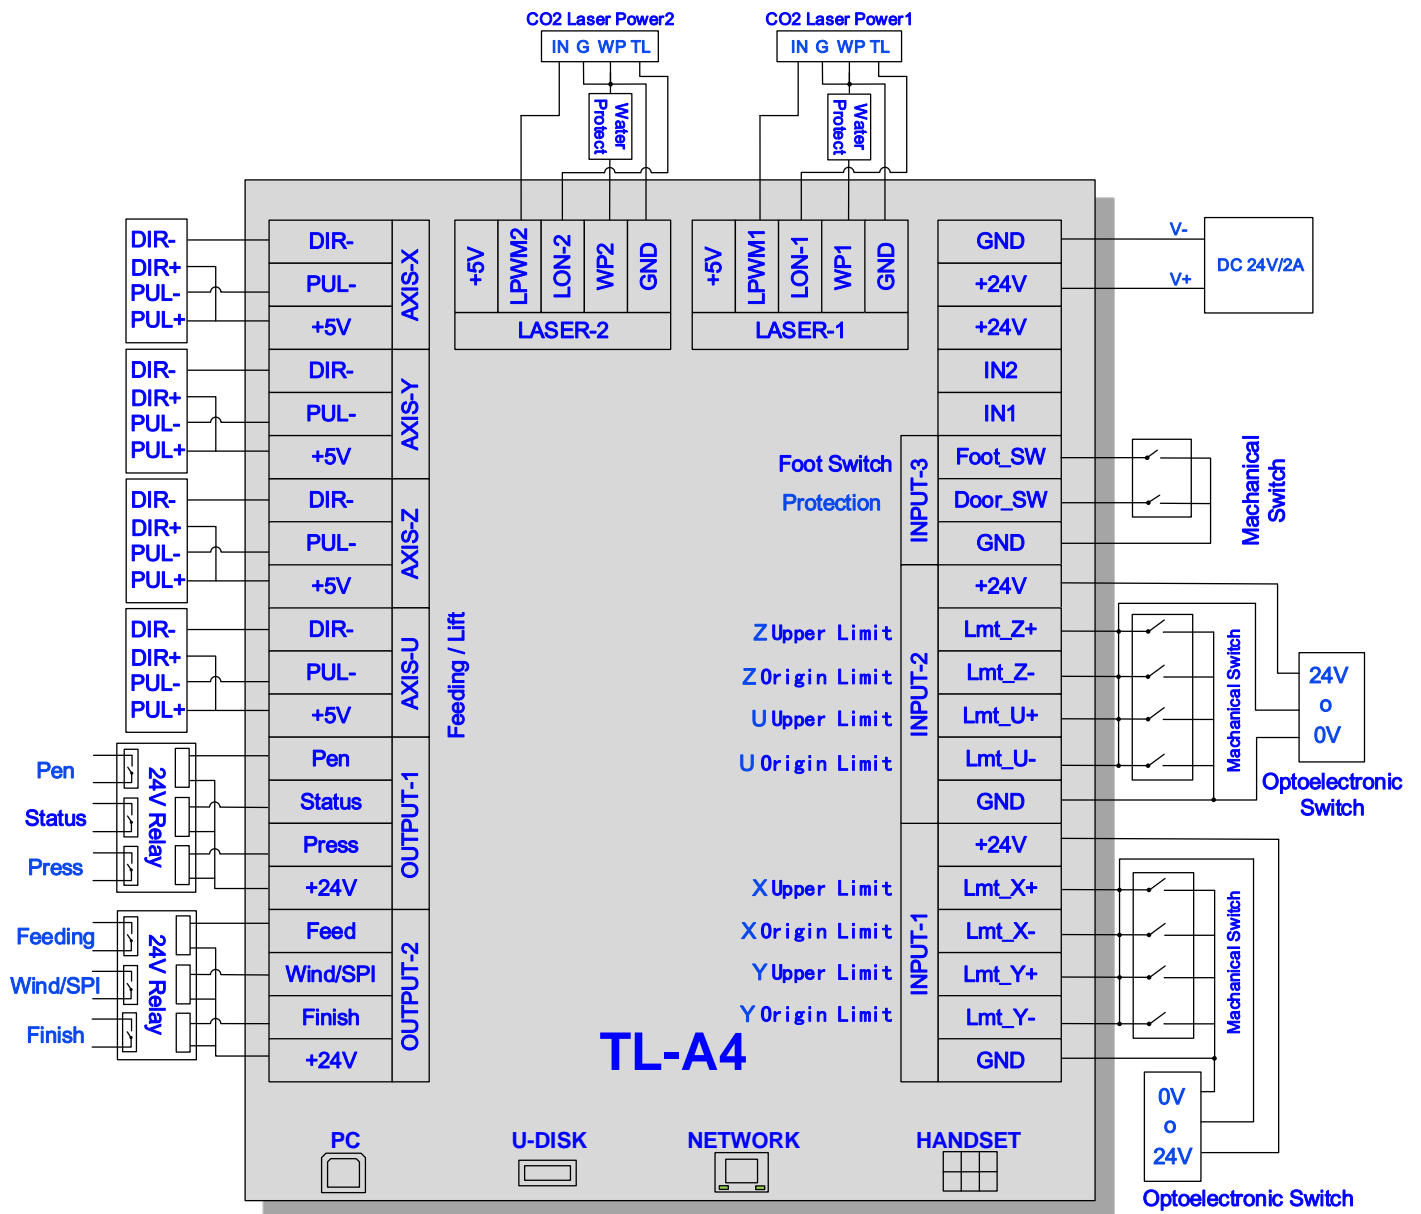 CO2 Laser Power2
IN G WP TL
Water
Protect
CO2 Laser Power1
IN G WP TL
Water
Protect
DIR-
DIR+
PUL-
PUL+
DIR-
DIR+
PUL-
PUL+
DIR-
DIR+
PUL-
PUL+
DIR-
DIR+
PUL-
PUL+
Pen
Status
Press
24V Relay
Feeding
Wind/SPI
Finish
24V Relay
DIR-
PUL-
+5V
AXIS-X
DIR-
PUL-
+5V
AXIS-Y
DIR-
PUL-
+5V
AXIS-Z
DIR-
PUL-
+5V
AXIS-U
Feeding / Lift
Pen
Status
Press
+24V
OUTPUT-1
Feed
Wind/SPI
Finish
+24V
OUTPUT-2
+5V
LPWM2
LON-2
WP2
GND
LASER-2
+5V
LPWM1
LON-1
WP1
GND
LASER-1
GND
+24V
+24V
IN2
IN1
Foot Switch
Protection
INPUT-3
Foot_SW
Door_SW
GND
Z Upper Limit
Z Origin Limit
U Upper Limit
U Origin Limit
INPUT-2
+24V
Lmt_Z+
Lmt_Z-
Lmt_U+
Lmt_U-
GND
X Upper Limit
X Origin Limit
Y Upper Limit
Y Origin Limit
INPUT-1
+24V
Lmt_X+
Lmt_X-
Lmt_Y+
Lmt_Y-
GND
V-
V+
DC 24V/2A
Machanical
Switch
Machanical Switch
24V
o
0V
Optoelectronic
Switch
Machanical Switch
0V
o
24V
Optoelectronic Switch
TL-A4
PC
U-DISK
NETWORK
HANDSET